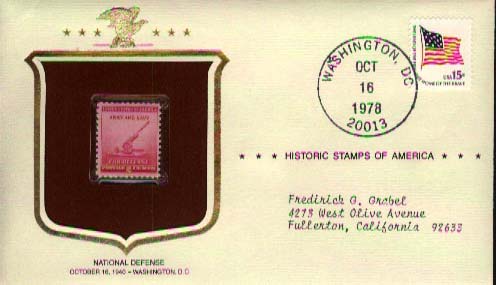 WASHINGTON, DC
OCT
16
1978
20013
USA 15c
ARMY AND NAVY
FOR DEFENSE
★ ★ ★ HISTORIC STAMPS OF AMERICA ★ ★ ★
Fredirick G. Grabel
4273 West Olive Avenue
Fullerton, California 92633
NATIONAL DEFENSE
OCTOBER 16, 1940 – WASHINGTON, D.C.